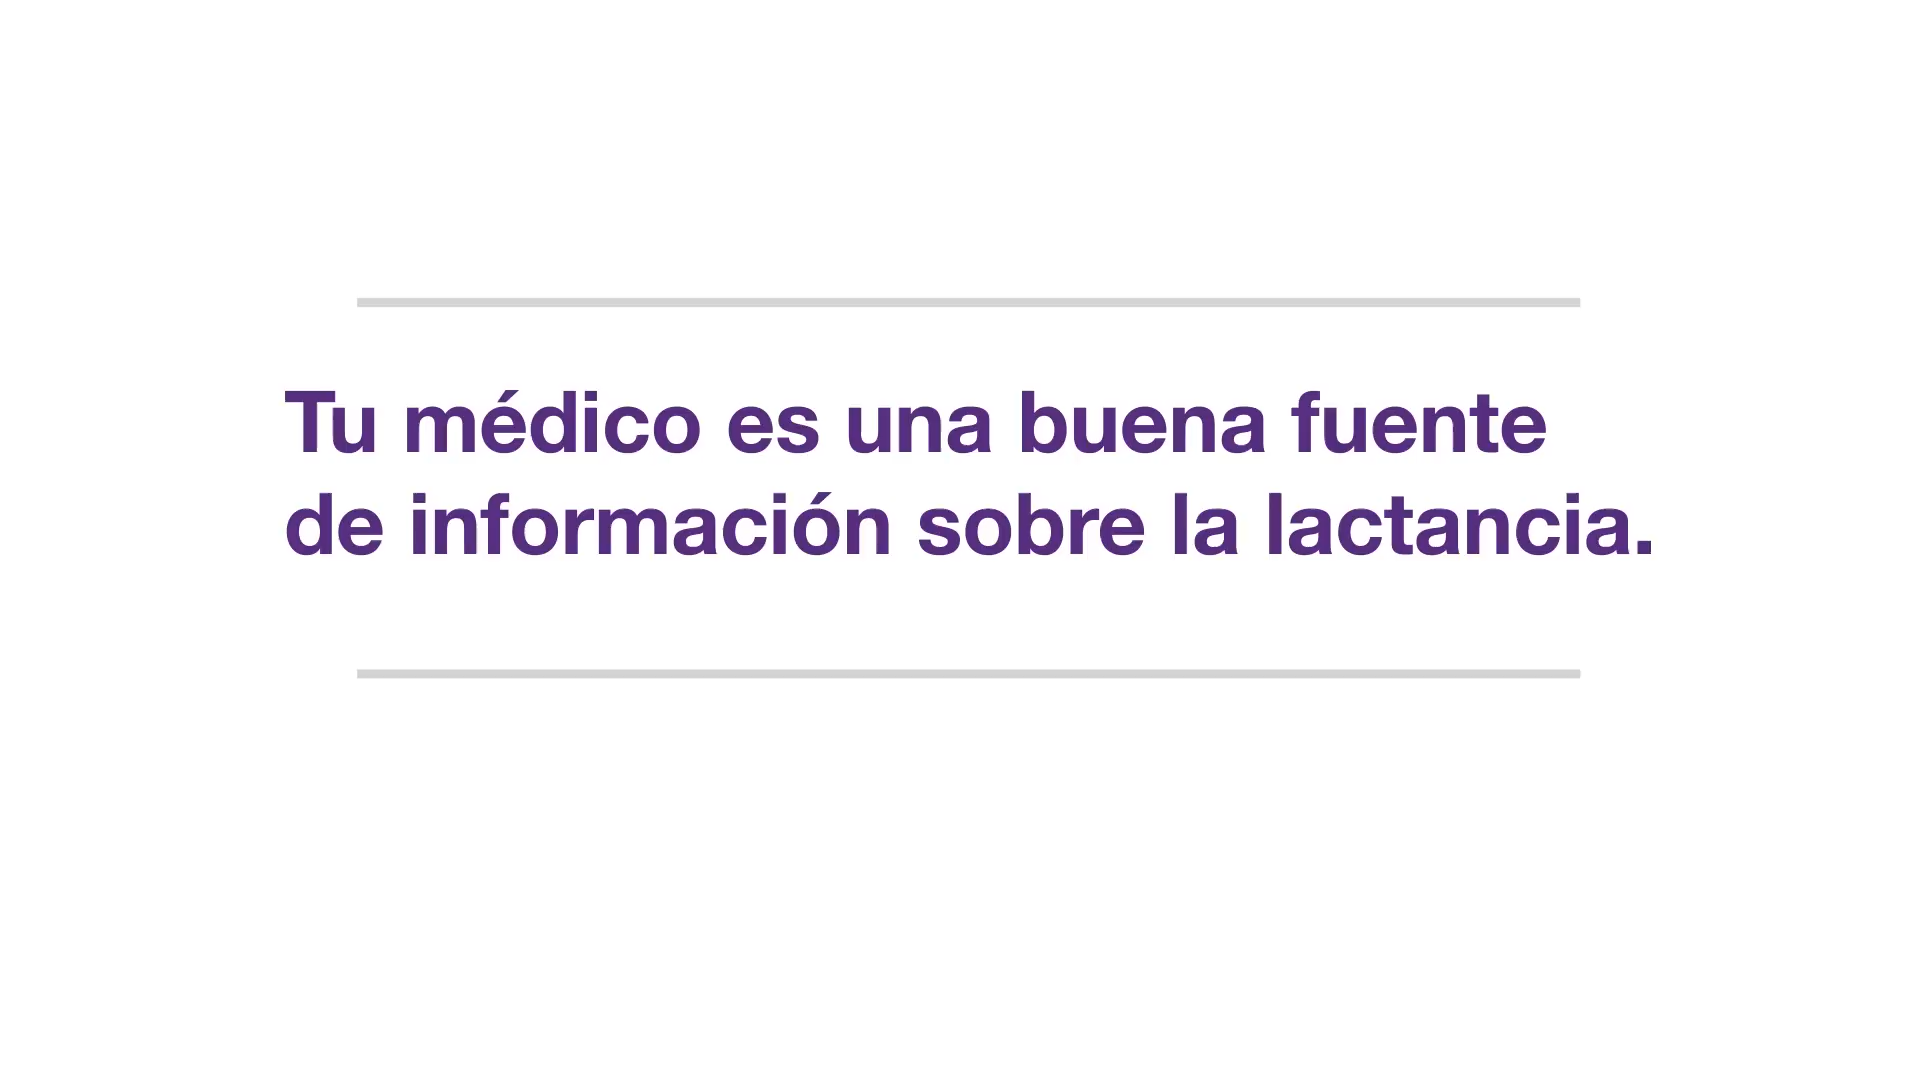 Tu médico es una buena fuente
de información sobre la lactancia.